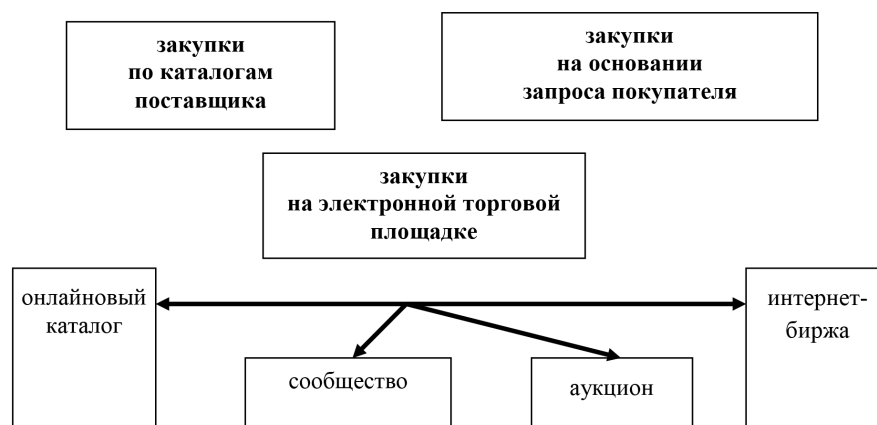 закупки
по каталогам
поставщика
закупки
на основании
запроса покупателя
закупки
на электронной торговой
площадке
онлайновый
каталог
интернет-
биржа
сообщество
аукцион